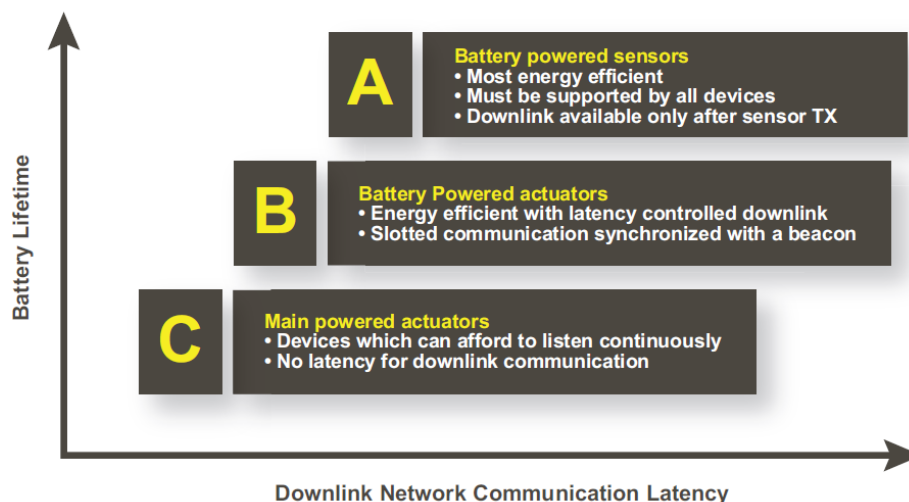 Battery Lifetime
A
Battery powered sensors
• Most energy efficient
• Must be supported by all devices
• Downlink available only after sensor TX
B
Battery Powered actuators
• Energy efficient with latency controlled downlink
• Slotted communication synchronized with a beacon
C
Main powered actuators
• Devices which can afford to listen continuously
• No latency for downlink communication
Downlink Network Communication Latency